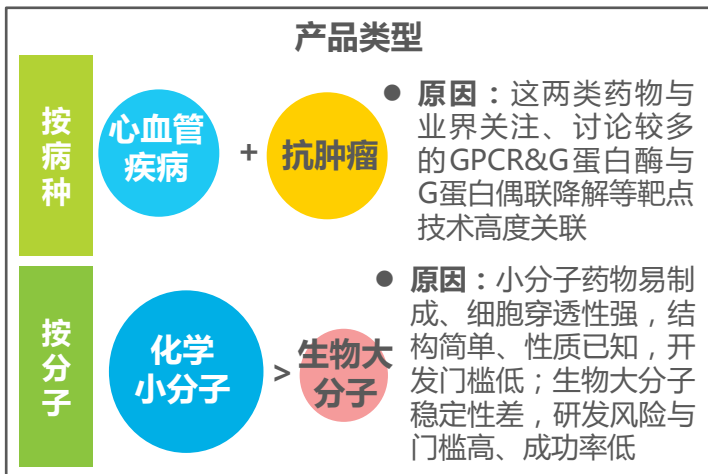 产品类型
按
病
种
心血管
疾病
+
抗肿瘤
● 原因：这两类药物与
业界关注、讨论较多
的GPCR&G蛋白酶与
G蛋白偶联降解等靶点
技术高度关联
按
分
子
化学
小分子
>
生物大
分子
● 原因：小分子药物易制
成、细胞穿透性强，结
构简单、性质已知，开
发门槛低；生物大分子
稳定性差，研发风险与
门槛高、成功率低